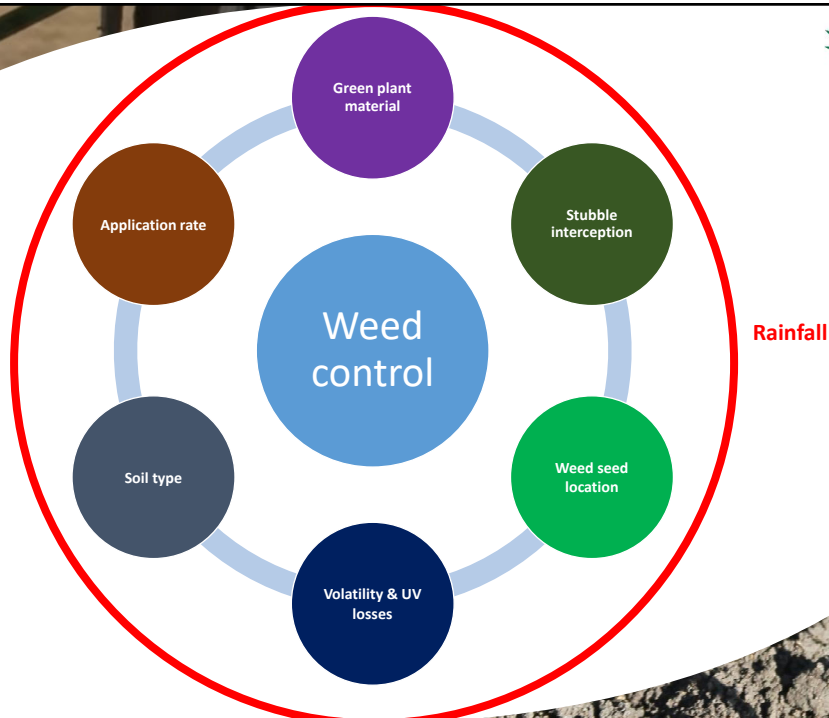 Green plant
material
Application rate
Stubble
interception
Weed
control
Rainfall
Soil type
Weed seed
location
Volatility & UV
losses